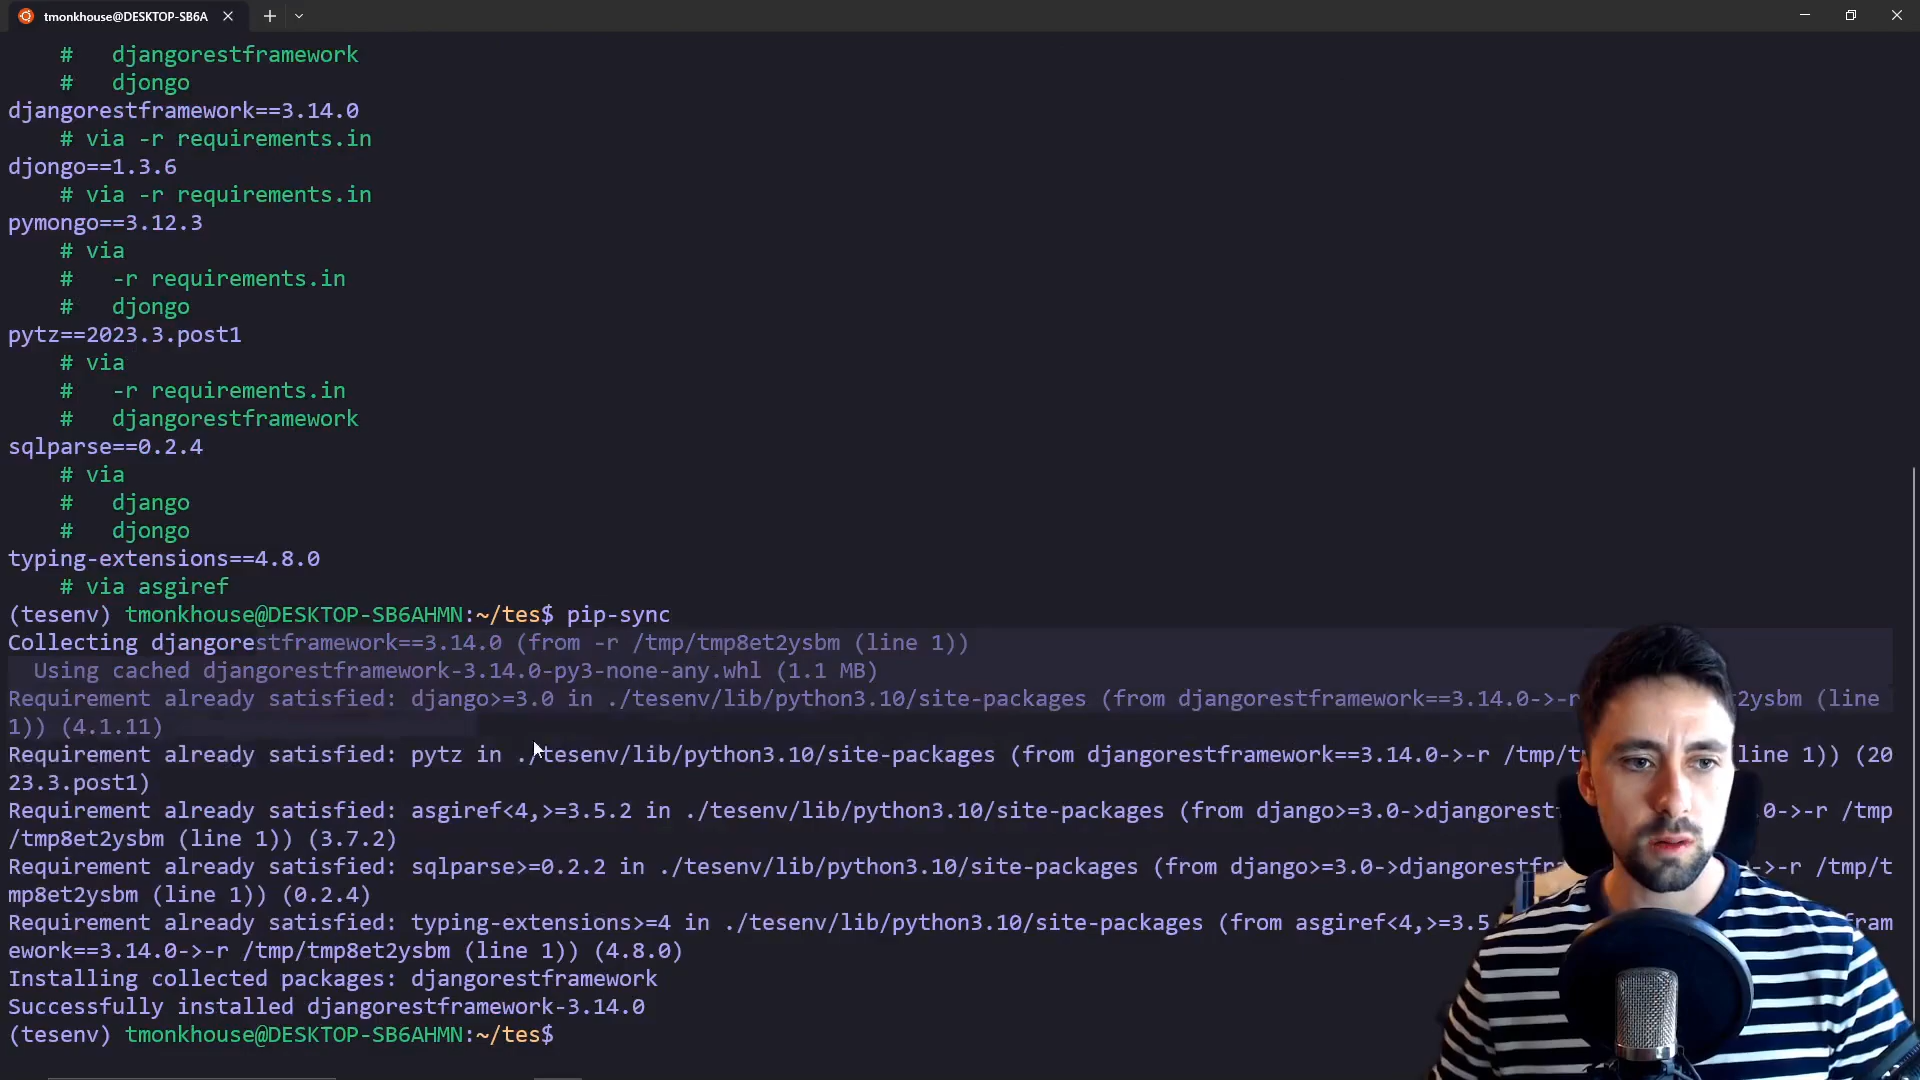 tmonkhouse@DESKTOP-SB6A
#   djangorestframework
#   djongo
djangorestframework==3.14.0
# via -r requirements.in
djongo==1.3.6
# via -r requirements.in
pymongo==3.12.3
# via
#   -r requirements.in
#   djongo
pytz==2023.3.post1
# via
#   -r requirements.in
#   djangorestframework
sqlparse==0.2.4
# via
#   django
#   djongo
typing-extensions==4.8.0
# via asgiref
(tesenv) tmonkhouse@DESKTOP-SB6AHMN:~/tes$ pip-sync
Collecting djangorestframework==3.14.0 (from -r /tmp/tmp8et2ysbm (line 1))
Using cached djangorestframework-3.14.0-py3-none-any.whl (1.1 MB)
Requirement already satisfied: django>=3.0 in ./tesenv/lib/python3.10/site-packages (from djangorestframework==3.14.0->-r 2ysbm (line
1)) (4.1.11)
Requirement already satisfied: pytz in ./tesenv/lib/python3.10/site-packages (from djangorestframework==3.14.0->-r /tmp/t line 1)) (20
23.3.post1)
Requirement already satisfied: asgiref<4,>=3.5.2 in ./tesenv/lib/python3.10/site-packages (from django>=3.0->djangorest 0->-r /tmp
/tmp8et2ysbm (line 1)) (3.7.2)
Requirement already satisfied: sqlparse>=0.2.2 in ./tesenv/lib/python3.10/site-packages (from django>=3.0->djangorestfr ->-r /tmp/t
mp8et2ysbm (line 1)) (0.2.4)
Requirement already satisfied: typing-extensions>=4 in ./tesenv/lib/python3.10/site-packages (from asgiref<4,>=3.5 fram
ework==3.14.0->-r /tmp/tmp8et2ysbm (line 1)) (4.8.0)
Installing collected packages: djangorestframework
Successfully installed djangorestframework-3.14.0
(tesenv) tmonkhouse@DESKTOP-SB6AHMN:~/tes$